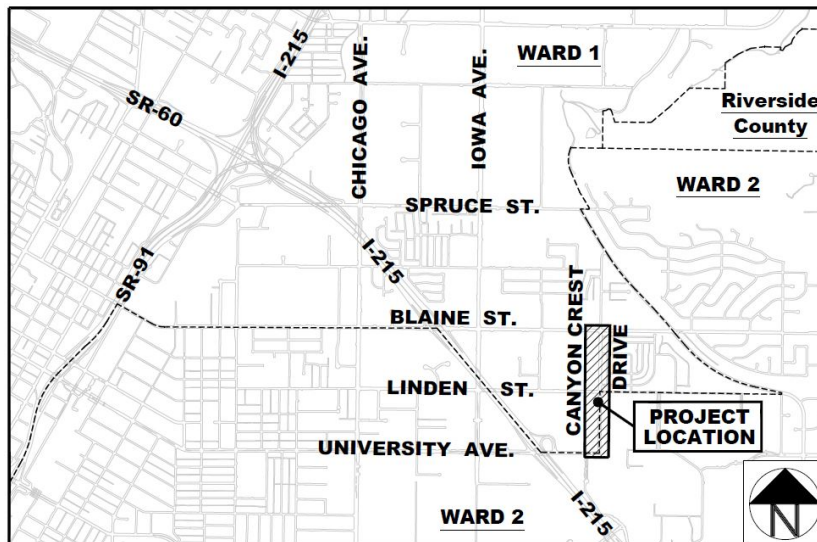 WARD 1
I-215
CHICAGO AVE.
IOWA AVE.
SR-60
Riverside
County
WARD 2
SPRUCE ST.
SR-91
I-215
CANYON CREST
DRIVE
BLAINE ST.
LINDEN ST.
PROJECT
LOCATION
UNIVERSITY AVE.
I-215
WARD 2
N